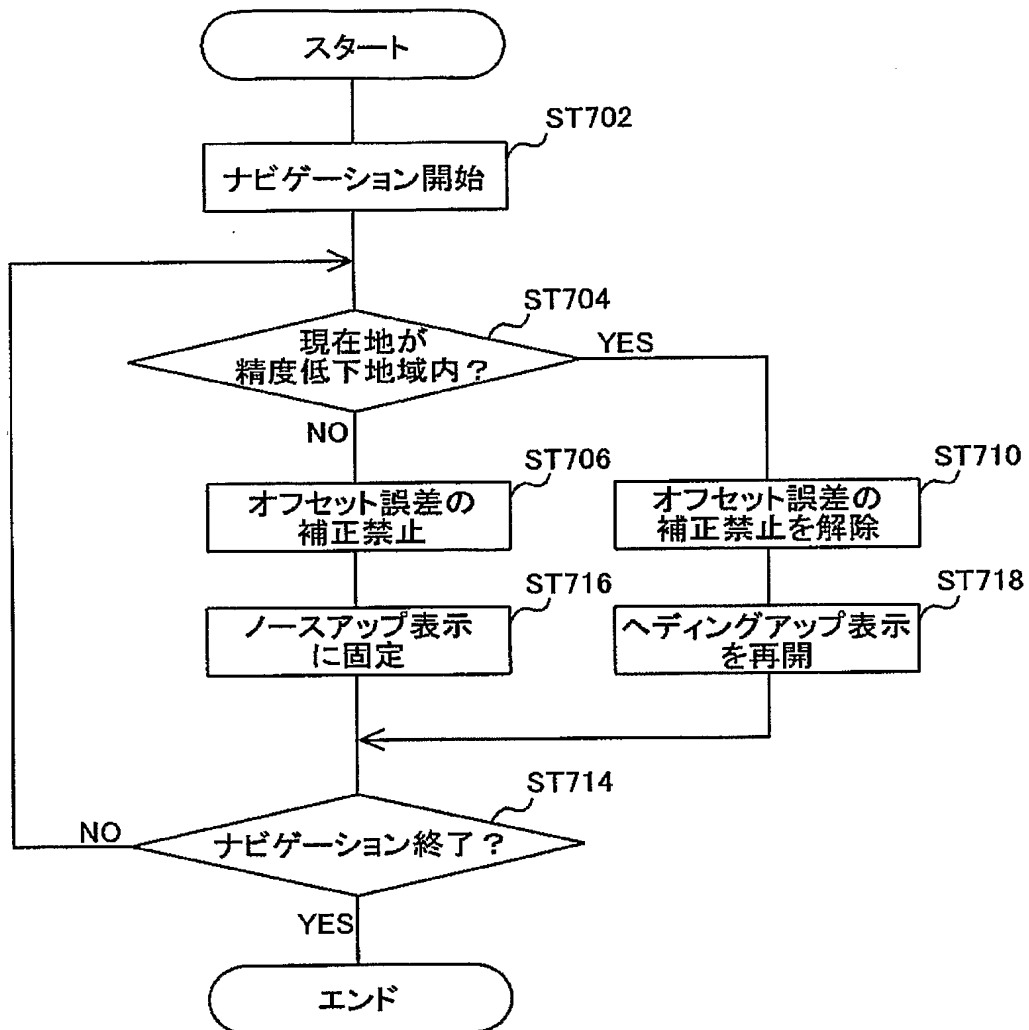 スタート
ST702
ナビゲーション開始
ST704
現在地が
精度低下地域内？
YES
NO
ST706
オフセット誤差の
補正禁止
ST710
オフセット誤差の
補正禁止を解除
ST716
ノースアップ表示
に固定
ST718
ヘディングアップ表示
を再開
ST714
ナビゲーション終了？
NO
YES
エンド